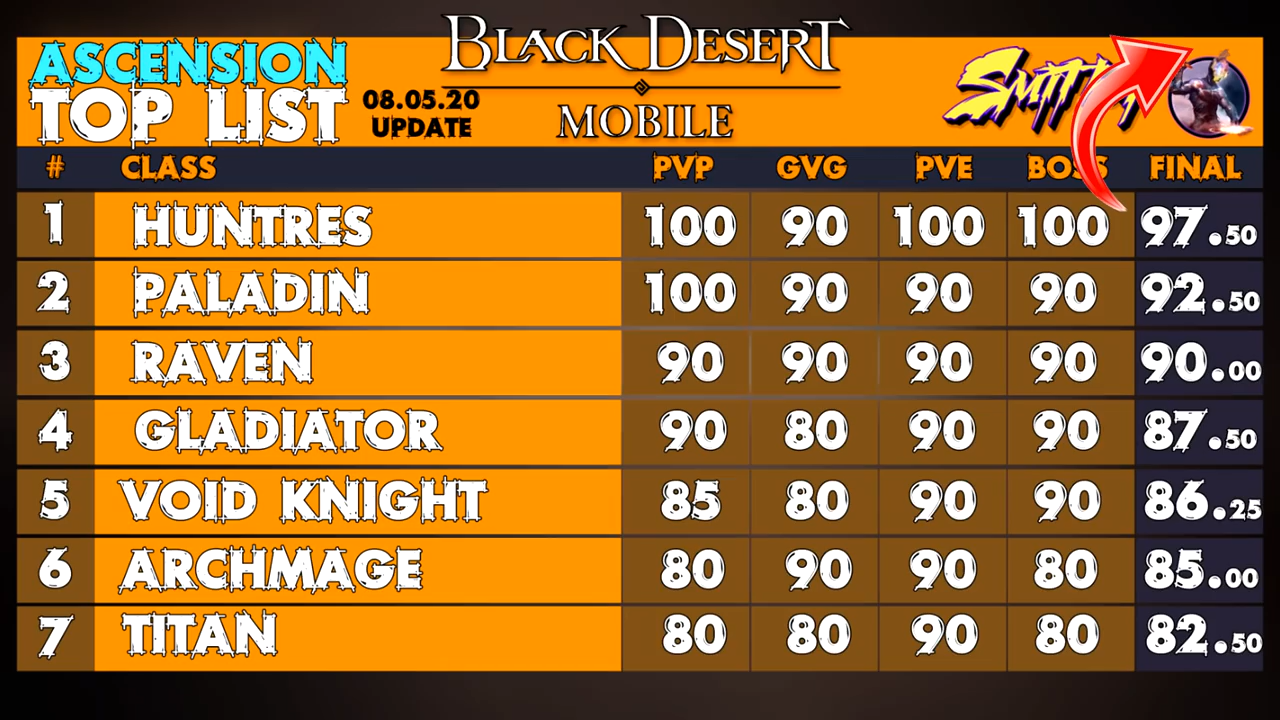 BLACK DESERT
MOBILE
ASCENSION
TOP LIST
08.05.20
UPDATE
# CLASS PVP GVG PVE BOSS FINAL
1 HUNTRES 100 90 100 100 97.50
2 PALADIN 100 90 90 90 92.50
3 RAVEN 90 90 90 90 90.00
4 GLADIATOR 90 80 90 90 87.50
5 VOID KNIGHT 85 80 90 90 86.25
6 ARCHMAGE 80 90 90 80 85.00
7 TITAN 80 80 90 80 82.50